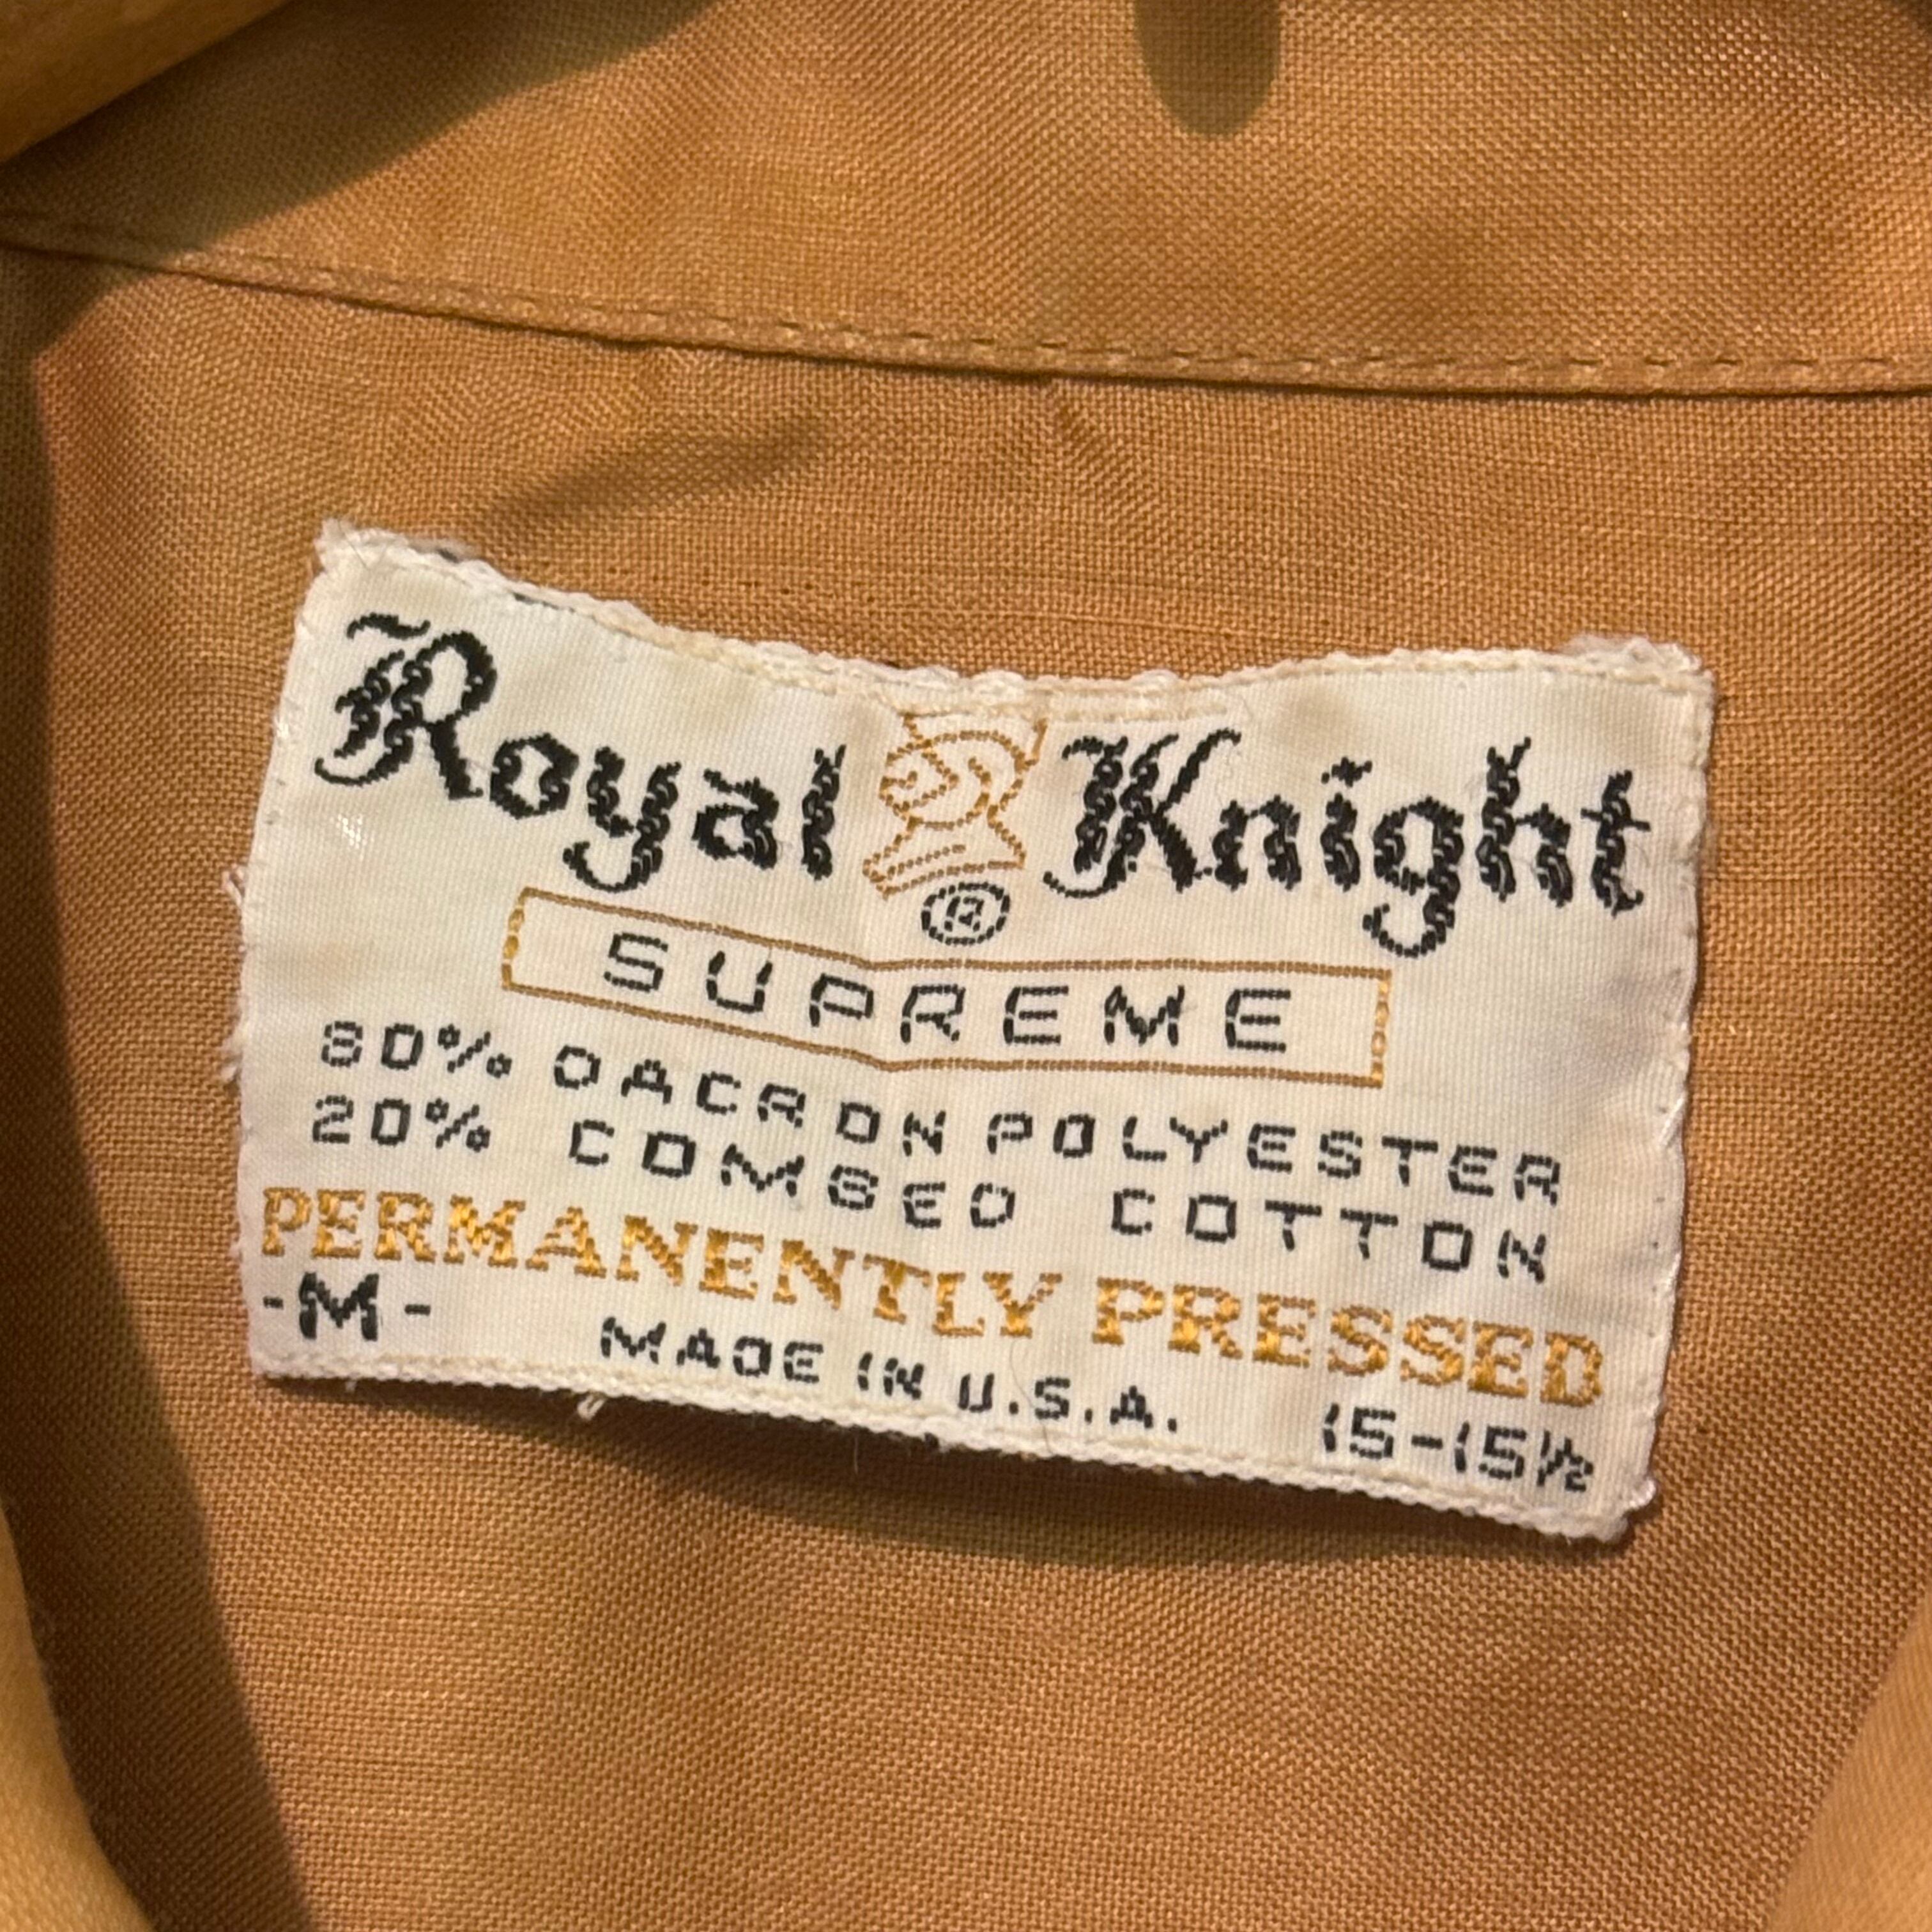 Royal Knight
®
SUPREME
80% DACRON POLYESTER
20% COMBED COTTON
PERMANENTLY PRESSED
-M- MADE IN U.S.A. 15-15½